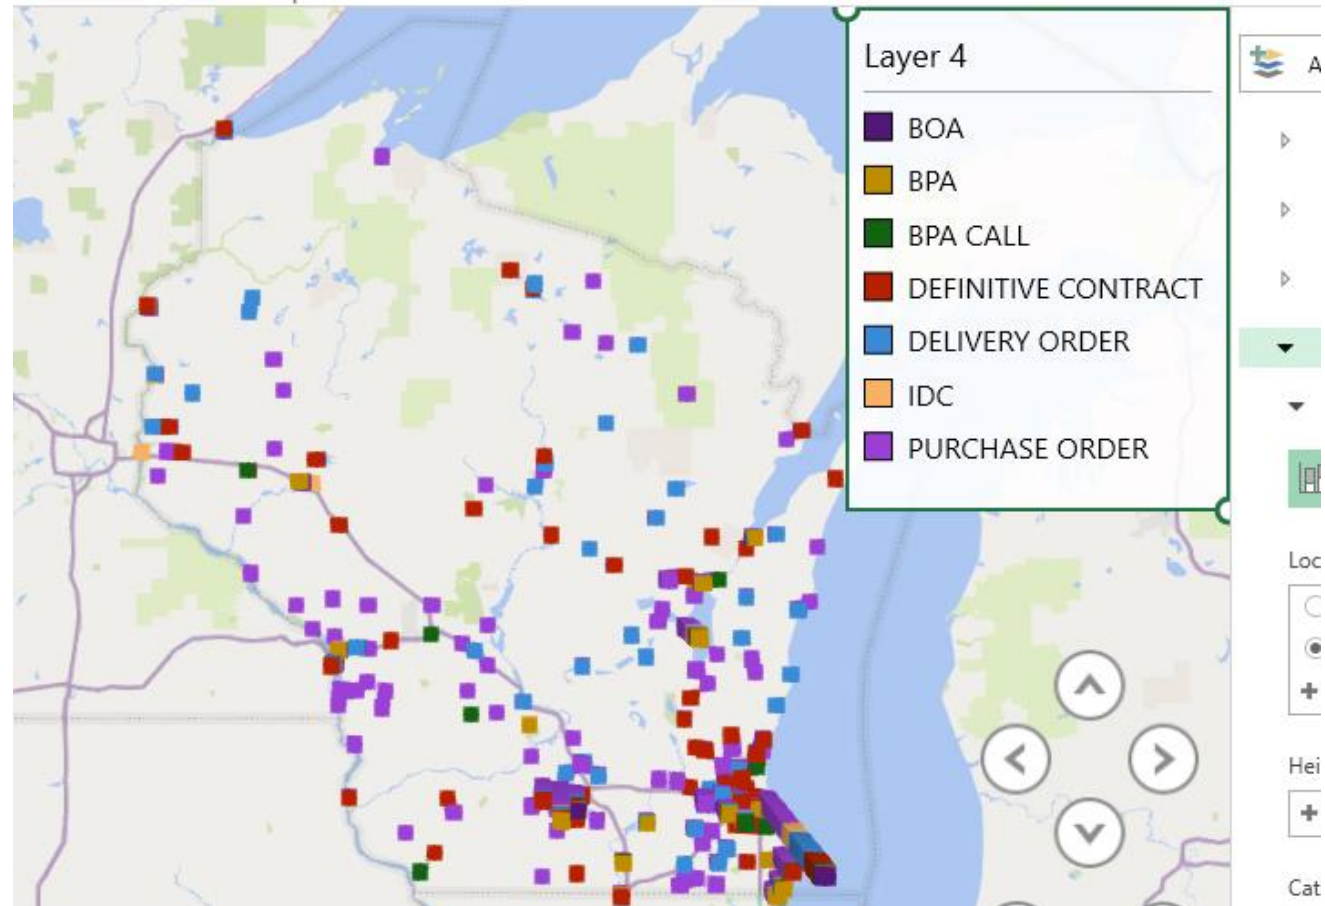 Layer 4
BOA
BPA
BPA CALL
DEFINITIVE CONTRACT
DELIVERY ORDER
IDC
PURCHASE ORDER
A
Loc
Hei
Cat